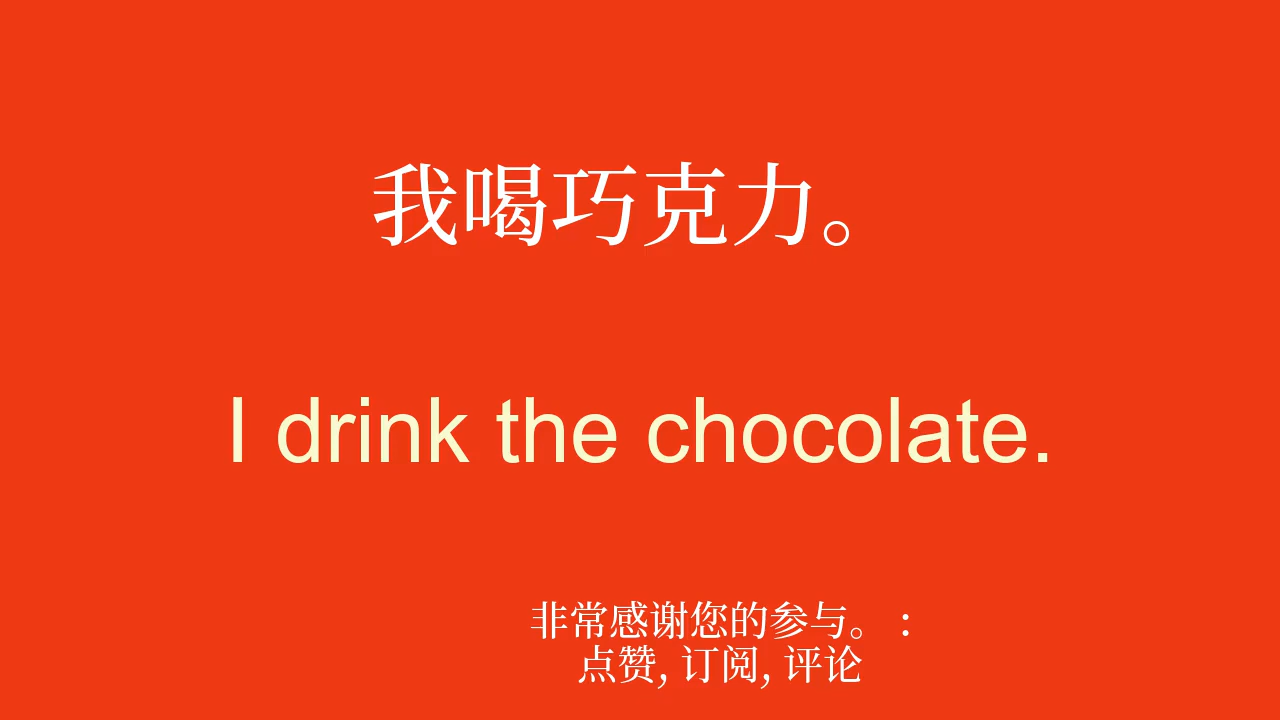 我喝巧克力。
I drink the chocolate.
非常感谢您的参与。 :
点赞, 订阅, 评论